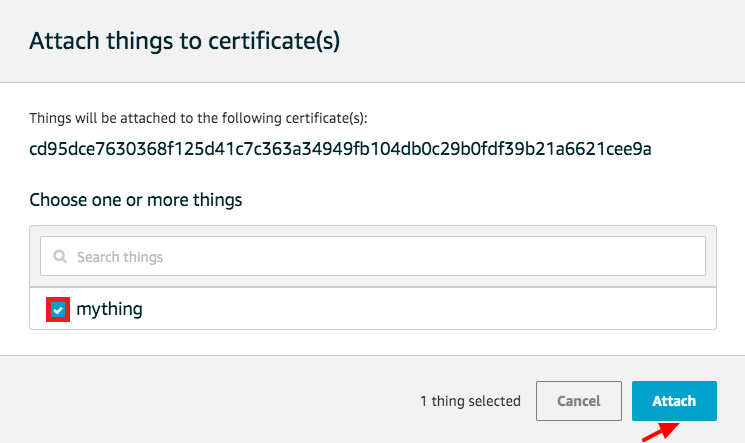 Attach things to certificate(s)
Things will be attached to the following certificate(s):
cd95dce7630368f125d41c7c363a34949fb104db0c29b0fdf39b21a6621cee9a
Choose one or more things
Search things
mything
1 thing selected
Cancel
Attach